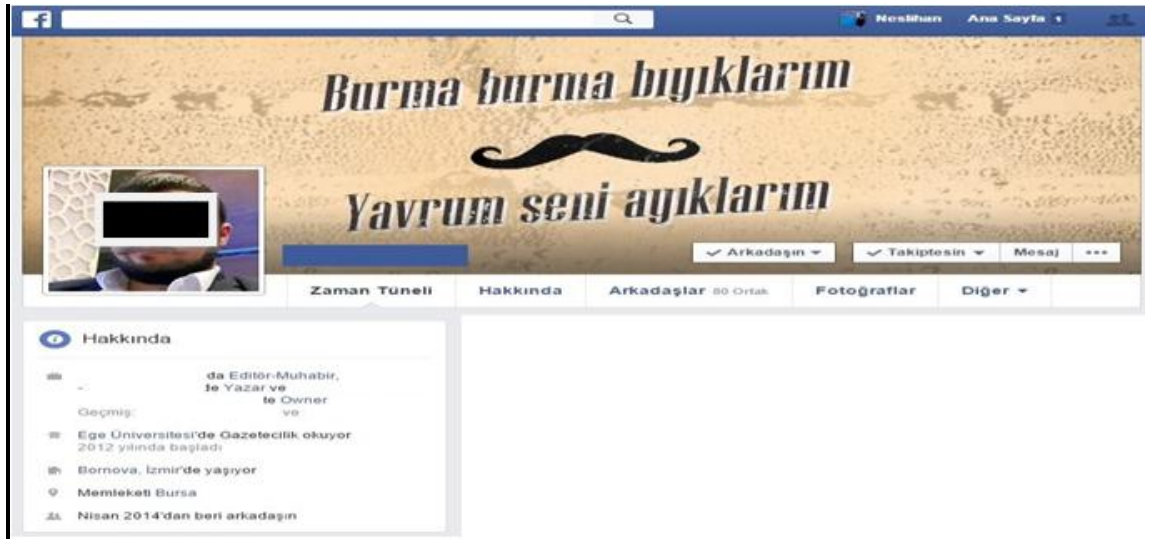 f
Neslihan Ana Sayfa 1
Burma burma bıyıklarım
Yavrum seni ayıklarım
Arkadaşın Takiptesin Mesaj ...
Zaman Tüneli Hakkında Arkadaşlar 80 Ortak Fotoğraflar Diğer
Hakkında
da Editör-Muhabir,
- le Yazar ve
te Owner
Geçmiş: ve
Ege Üniversitesi'de Gazetecilik okuyor
2012 yılında başladı
Bornova, İzmir'de yaşıyor
Memleketi Bursa
Nisan 2014'dan beri arkadaşın